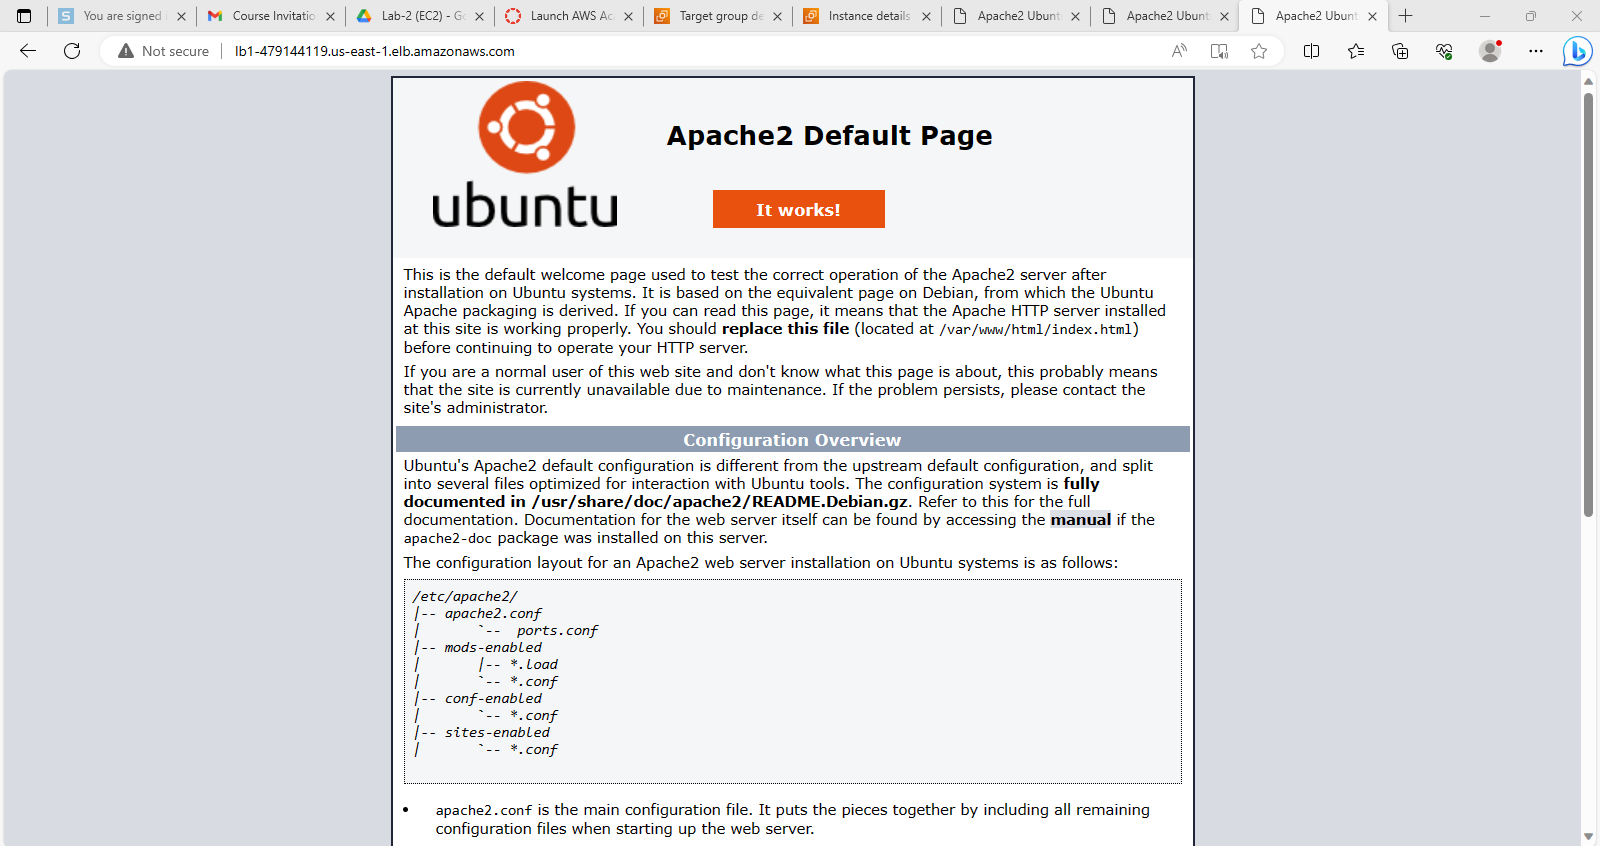 You are signed
Course Invitatio
Lab-2 (EC2) - Go
Launch AWS Ac
Target group de
Instance details
Apache2 Ubunt
Apache2 Ubunt
Apache2 Ubunt
Not secure
lb1-479144119.us-east-1.elb.amazonaws.com
ubuntu
Apache2 Default Page
It works!
This is the default welcome page used to test the correct operation of the Apache2 server after
installation on Ubuntu systems. It is based on the equivalent page on Debian, from which the Ubuntu
Apache packaging is derived. If you can read this page, it means that the Apache HTTP server installed
at this site is working properly. You should replace this file (located at /var/www/html/index.html)
before continuing to operate your HTTP server.
If you are a normal user of this web site and don't know what this page is about, this probably means
that the site is currently unavailable due to maintenance. If the problem persists, please contact the
site's administrator.
Configuration Overview
Ubuntu's Apache2 default configuration is different from the upstream default configuration, and split
into several files optimized for interaction with Ubuntu tools. The configuration system is fully
documented in /usr/share/doc/apache2/README.Debian.gz. Refer to this for the full
documentation. Documentation for the web server itself can be found by accessing the manual if the
apache2-doc package was installed on this server.
The configuration layout for an Apache2 web server installation on Ubuntu systems is as follows:
/etc/apache2/
|-- apache2.conf
|       `--  ports.conf
|-- mods-enabled
|       |-- *.load
|       `-- *.conf
|-- conf-enabled
|       `-- *.conf
|-- sites-enabled
|       `-- *.conf
• apache2.conf is the main configuration file. It puts the pieces together by including all remaining
configuration files when starting up the web server.